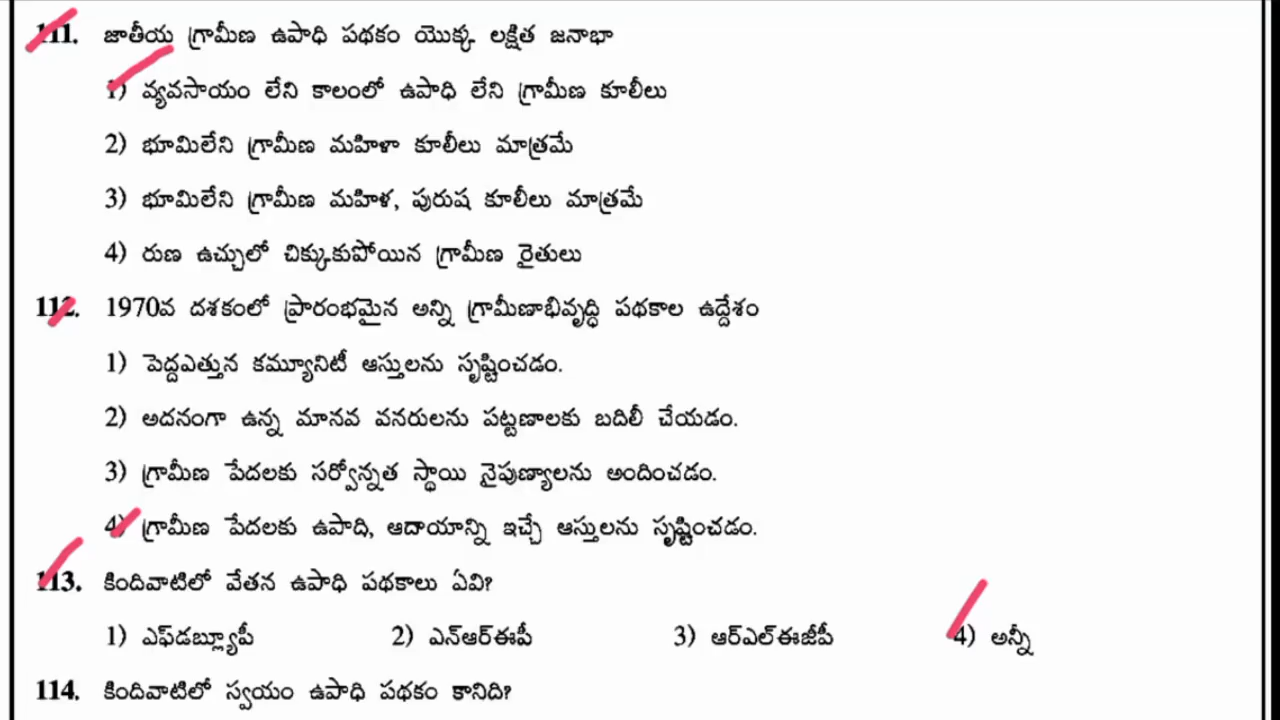 111. జాతీయ గ్రామీణ ఉపాధి పథకం యొక్క లక్షిత జనాభా
1) వ్యవసాయం లేని కాలంలో ఉపాధి లేని గ్రామీణ కూలీలు
2) భూమిలేని గ్రామీణ మహిళా కూలీలు మాత్రమే
3) భూమిలేని గ్రామీణ మహిళ, పురుష కూలీలు మాత్రమే
4) రుణ ఉచ్చులో చిక్కుకుపోయిన గ్రామీణ రైతులు
112. 1970వ దశకంలో ప్రారంభమైన అన్ని గ్రామీణాభివృద్ధి పథకాల ఉద్దేశం
1) పెద్దఎత్తున కమ్యూనిటీ ఆస్తులను సృష్టించడం.
2) అదనంగా ఉన్న మానవ వనరులను పట్టణాలకు బదిలీ చేయడం.
3) గ్రామీణ పేదలకు సర్వోన్నత స్థాయి నైపుణ్యాలను అందించడం.
4) గ్రామీణ పేదలకు ఉపాధి, ఆదాయాన్ని ఇచ్చే ఆస్తులను సృష్టించడం.
113. కిందివాటిలో వేతన ఉపాధి పథకాలు ఏవి?
1) ఎఫ్‌డబ్ల్యూపీ 2) ఎన్ఆర్ఈపీ 3) ఆర్ఎల్ఈజీపీ 4) అన్నీ
114. కిందివాటిలో స్వయం ఉపాధి పథకం కానిది?